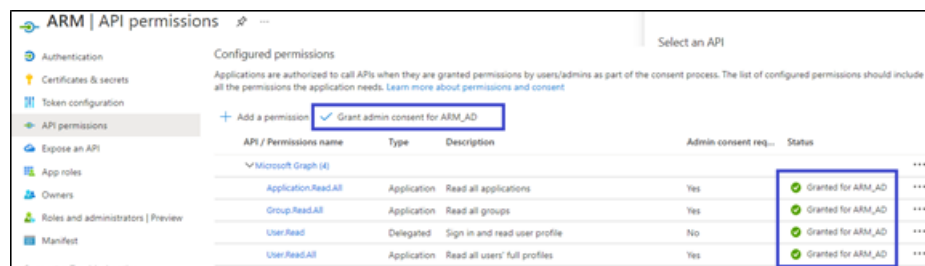 ARM | API permissions
Select an API
Authentication
Certificates & secrets
Token configuration
API permissions
Expose an API
App roles
Owners
Roles and administrators | Preview
Manifest
Configured permissions
Applications are authorized to call APIs when they are granted permissions by users/admins as part of the consent process. The list of configured permissions should include
all the permissions the application needs. Learn more about permissions and consent
Add a permission Grant admin consent for ARM_AD
API / Permissions name Type Description Admin consent req... Status
Microsoft Graph (4)
Application.Read.All Application Read all applications Yes Granted for ARM_AD
Group.Read.All Application Read all groups Yes Granted for ARM_AD
User.Read Delegated Sign in and read user profile No Granted for ARM_AD
User.Read.All Application Read all users' full profiles Yes Granted for ARM_AD